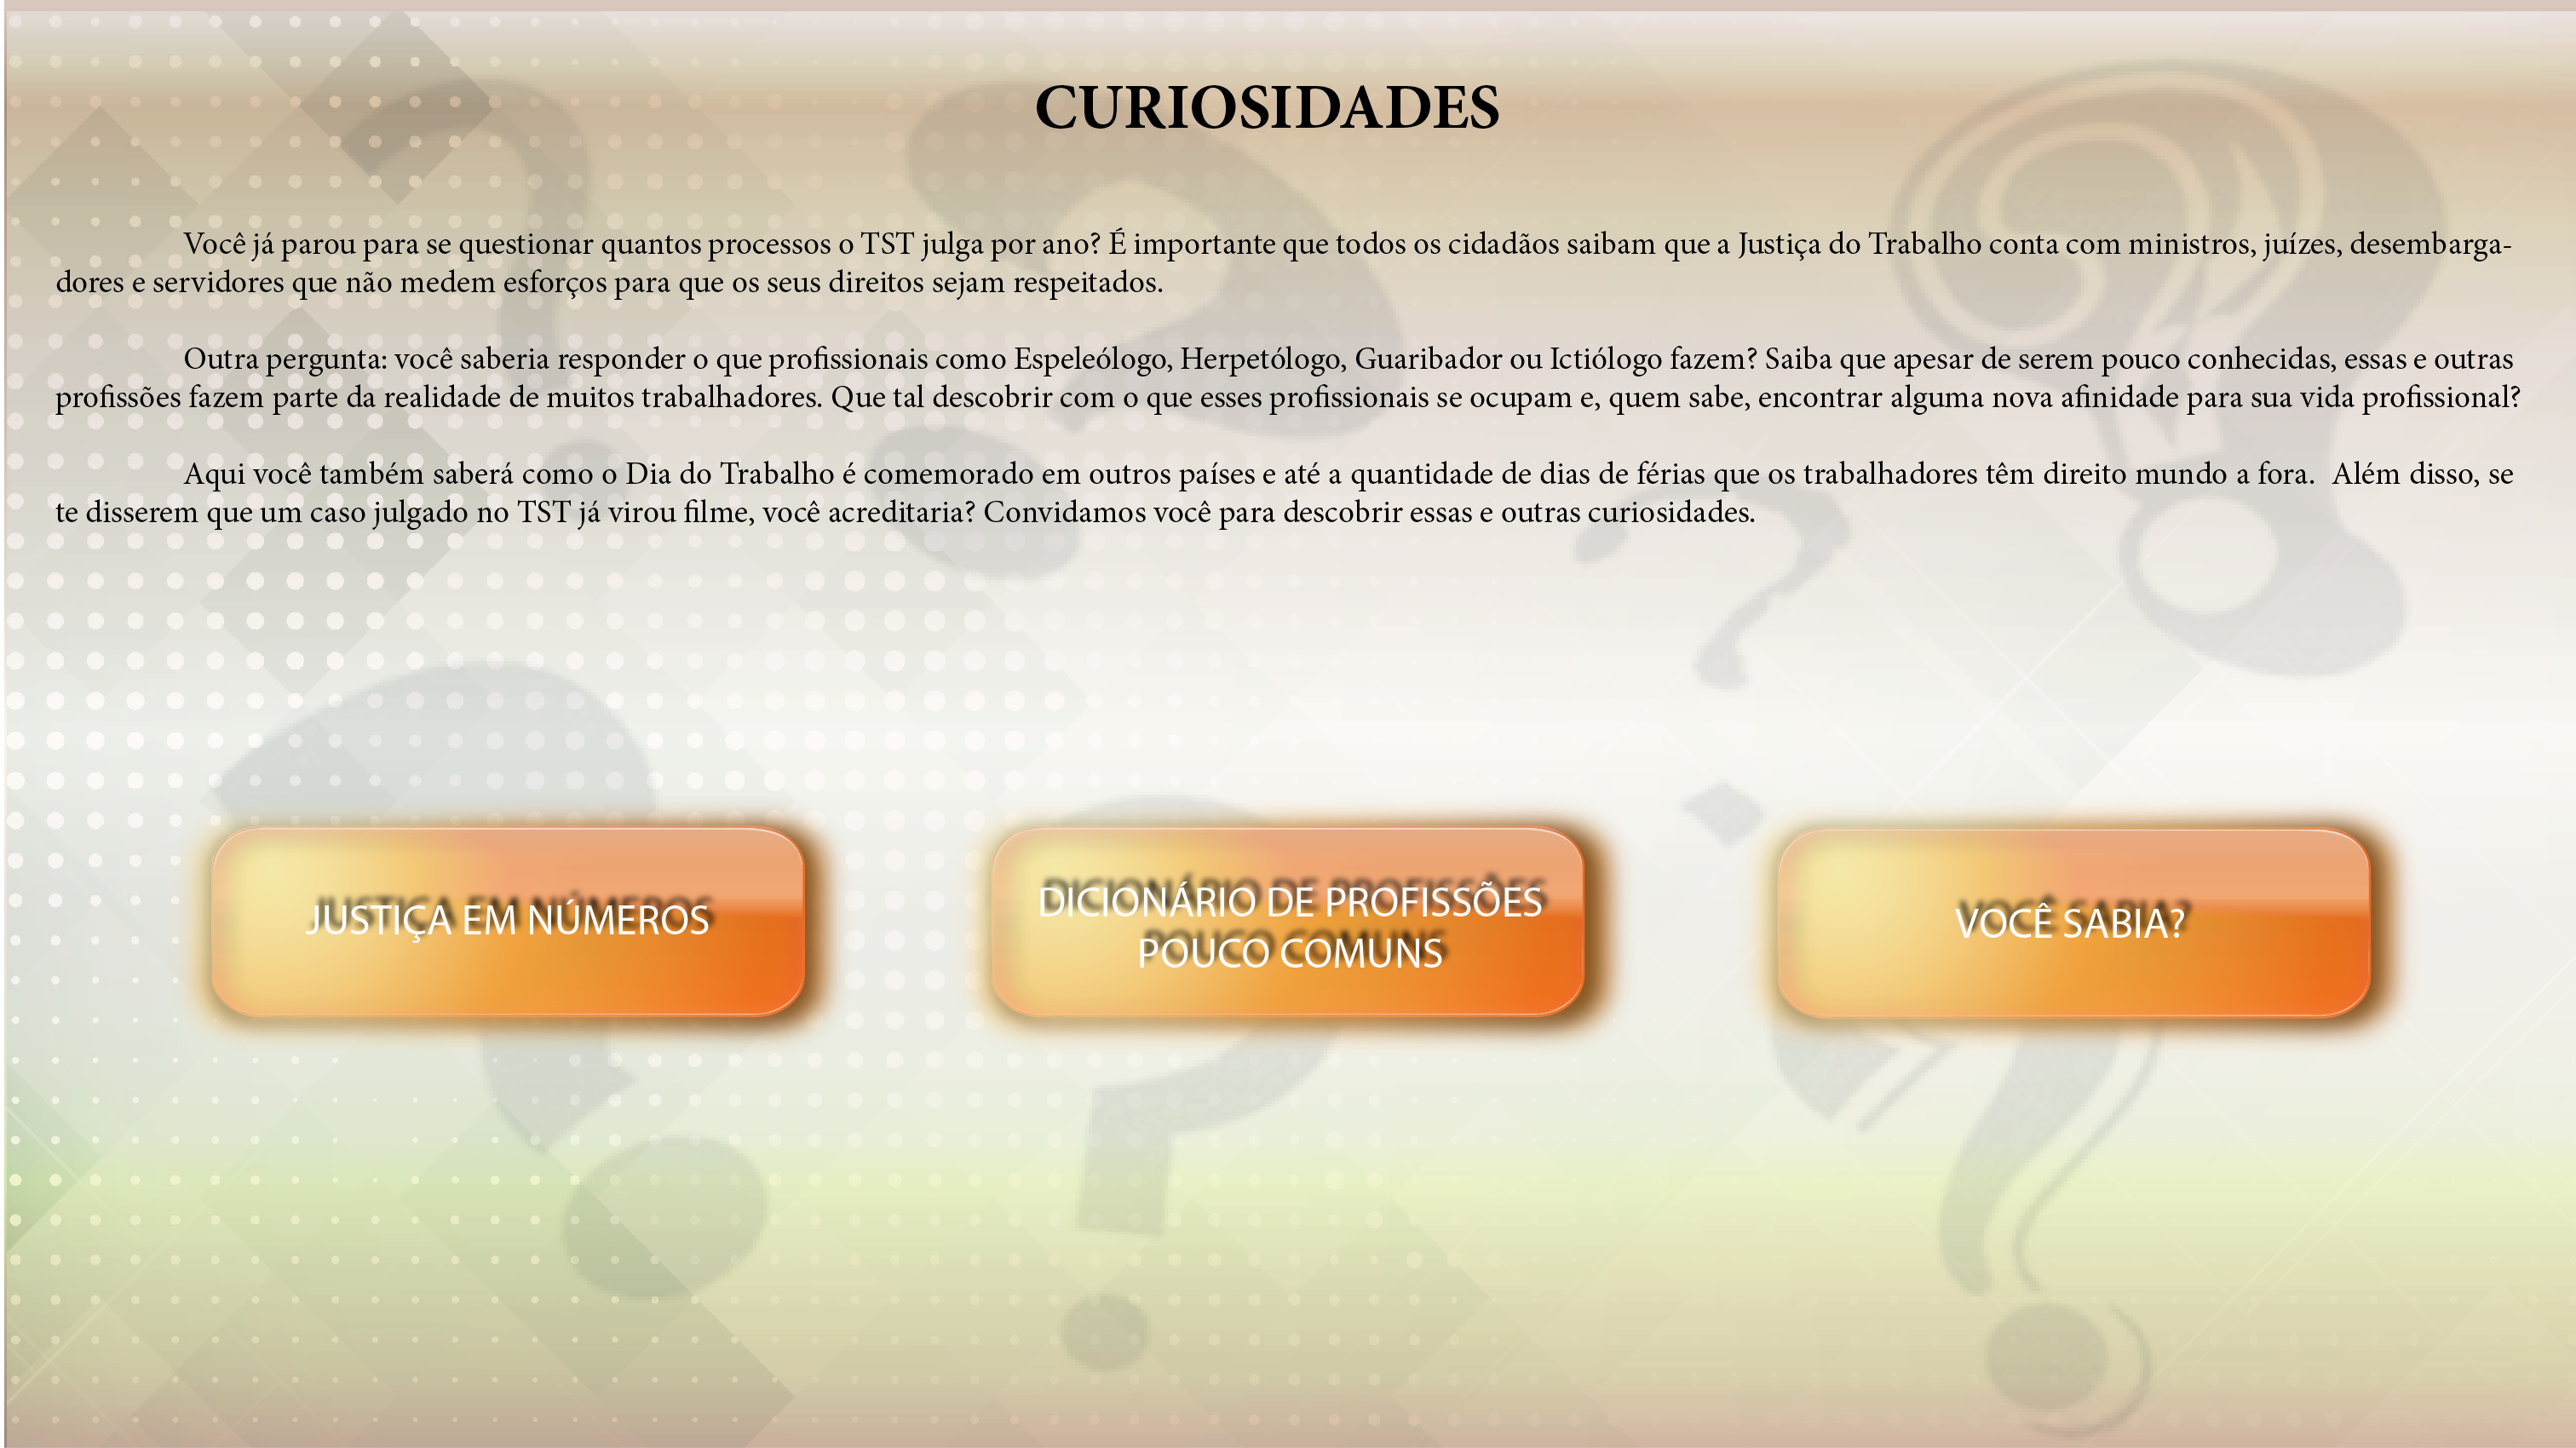 CURIOSIDADES
Você já parou para se questionar quantos processos o TST julga por ano? É importante que todos os cidadãos saibam que a Justiça do Trabalho conta com ministros, juízes, desembarga-
dores e servidores que não medem esforços para que os seus direitos sejam respeitados.
Outra pergunta: você saberia responder o que profissionais como Espeleólogo, Herpetólogo, Guaribador ou Ictiólogo fazem? Saiba que apesar de serem pouco conhecidas, essas e outras
profissões fazem parte da realidade de muitos trabalhadores. Que tal descobrir com o que esses profissionais se ocupam e, quem sabe, encontrar alguma nova afinidade para sua vida profissional?
Aqui você também saberá como o Dia do Trabalho é comemorado em outros países e até a quantidade de dias de férias que os trabalhadores têm direito mundo a fora.  Além disso, se
te disserem que um caso julgado no TST já virou filme, você acreditaria? Convidamos você para descobrir essas e outras curiosidades.
JUSTIÇA EM NÚMEROS
DICIONÁRIO DE PROFISSÕES
POUCO COMUNS
VOCÊ SABIA?